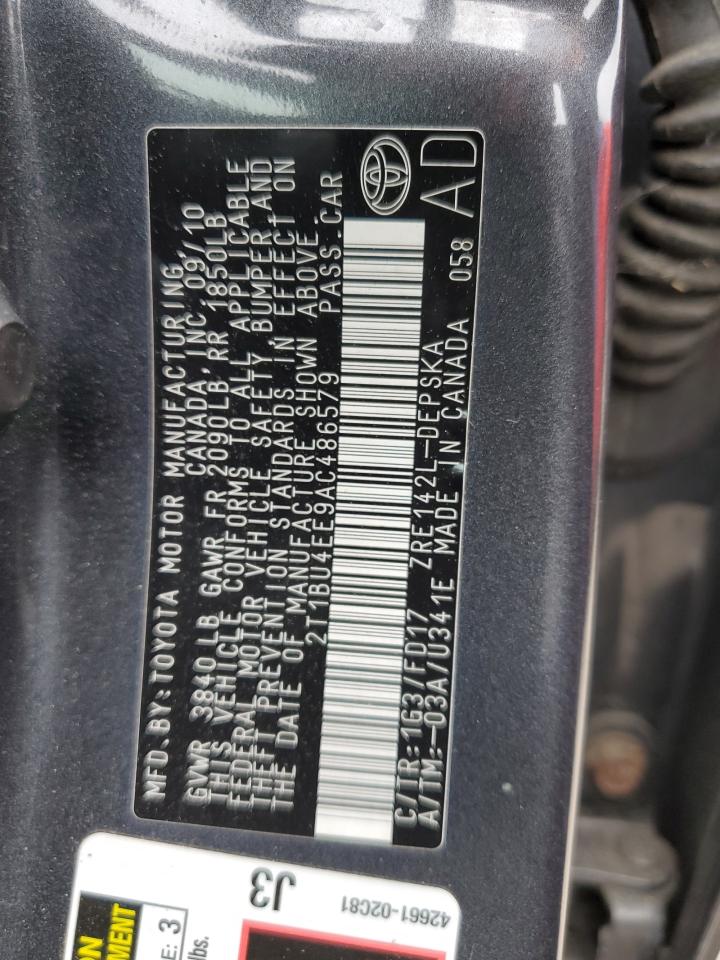 MFD.BY:TOYOTA MOTOR MANUFACTURING
CANADA, INC. 09/10
GVWR 3840LB GAWR FR 2090LB,RR 1850LB
THIS VEHICLE CONFORMS TO ALL APPLICABLE
FEDERAL MOTOR VEHICLE SAFETY, BUMPER AND
THEFT PREVENTION STANDARDS IN EFFECT ON
THE DATE OF MANUFACTURE SHOWN ABOVE
2T1BU4EE9AC486579 PASS.CAR
C/TR:1G3/FD17 ZRE142L-DEPSKA
A/TM:-03A/U341E MADE IN CANADA 058
AD
J3
42661-02C81
E: 3
lbs.